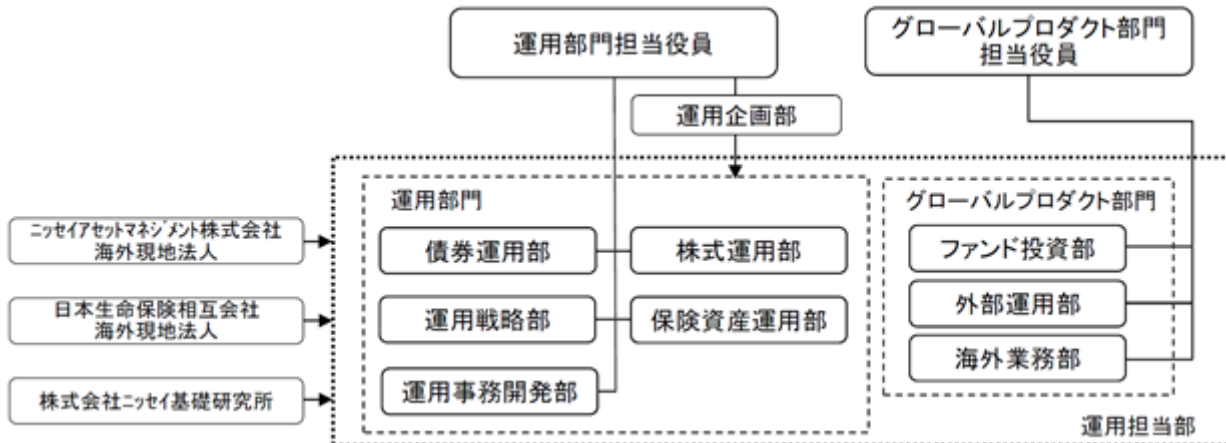 運用部門担当役員
グローバルプロダクト部門
担当役員
運用企画部
運用部門
グローバルプロダクト部門
ニッセイアセットマネジメント株式会社
海外現地法人
債券運用部
株式運用部
ファンド投資部
日本生命保険相互会社
海外現地法人
運用戦略部
保険資産運用部
外部運用部
海外業務部
株式会社ニッセイ基礎研究所
運用事務開発部
運用担当部